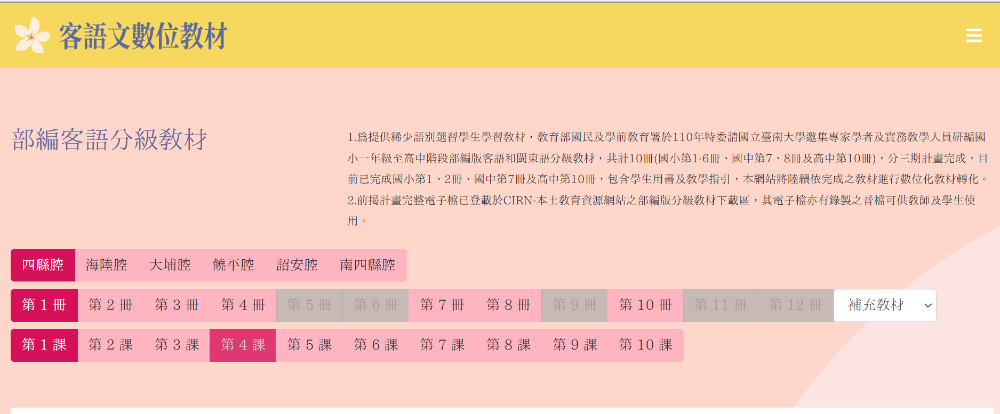 客語文數位教材
部編客語分級教材
1.為提供稀少語別選習學生學習教材，教育部國民及學前教育署於110年特委請國立臺南大學邀集專家學者及實務教學人員研編國
小一年級至高中階段部編版客語和閩東語分級教材，共計10冊(國小第1-6冊、國中第7、8冊及高中第10冊)，分三期計畫完成，目
前已完成國小第1、2冊、國中第7冊及高中第10冊，包含學生用書及教學指引，本網站將陸續依完成之教材進行數位化教材轉化。
2.前揭計畫完整電子檔已登載於CIRN-本土教育資源網站之部編版分級教材下載區，其電子檔亦有錄製之音檔可供教師及學生使
用。
四縣腔 海陸腔 大埔腔 饒平腔 詔安腔 南四縣腔
第 1 冊 第 2 冊 第 3 冊 第 4 冊 第 5 冊 第 6 冊 第 7 冊 第 8 冊 第 9 冊 第 10 冊 第 11 冊 第 12 冊 補充教材
第 1 課 第 2 課 第 3 課 第 4 課 第 5 課 第 6 課 第 7 課 第 8 課 第 9 課 第 10 課